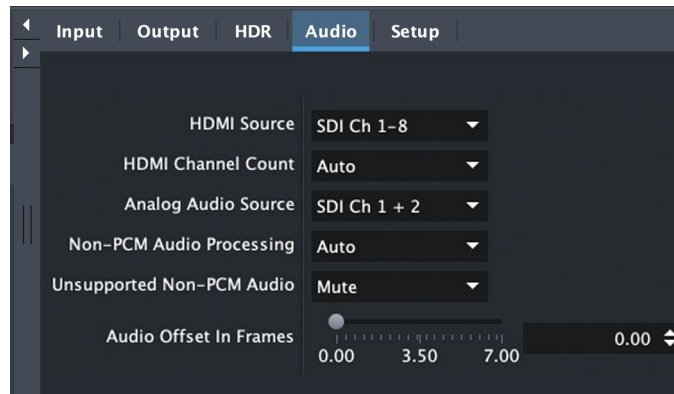 Input Output HDR Audio Setup
HDMI Source SDI Ch 1-8
HDMI Channel Count Auto
Analog Audio Source SDI Ch 1 + 2
Non-PCM Audio Processing Auto
Unsupported Non-PCM Audio Mute
Audio Offset In Frames 0.00
0.00 3.50 7.00